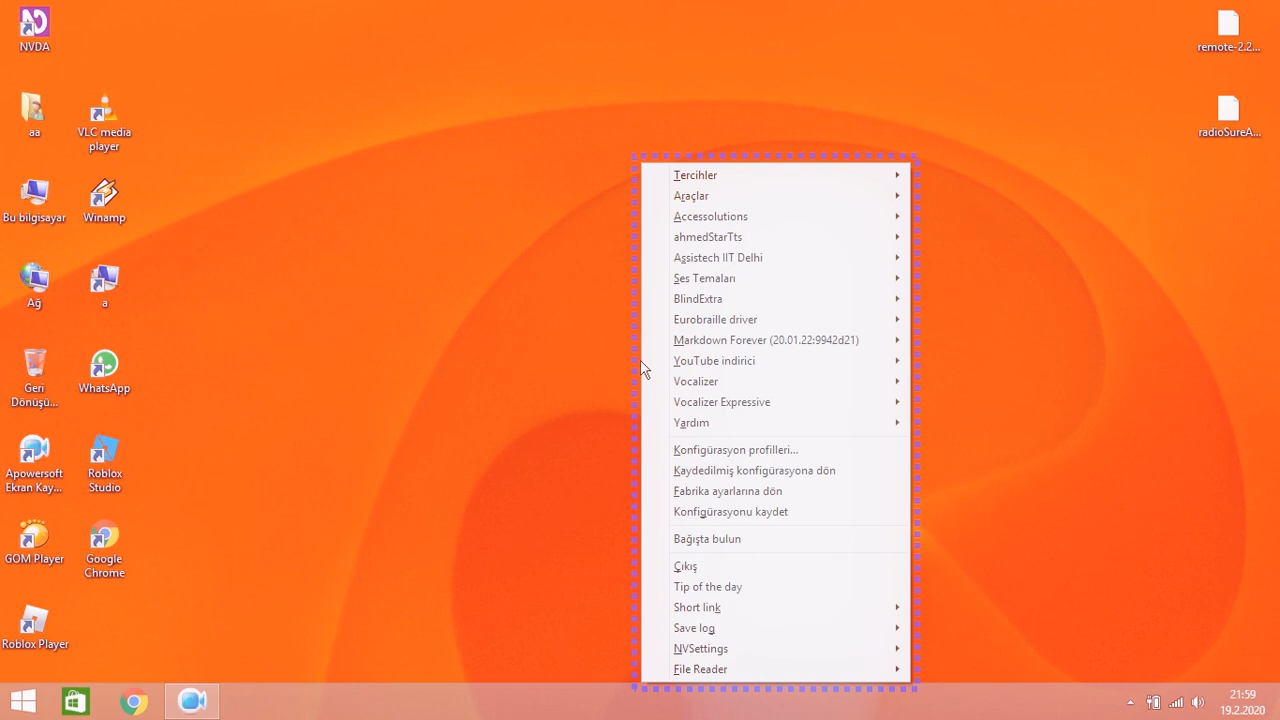 NVDA
aa
VLC media
player
Bu bilgisayar
Winamp
Ağ
a
Geri
Dönüşü...
WhatsApp
Apowersoft
Ekran Kay...
Roblox
Studio
GOM Player
Google
Chrome
Roblox Player
remote-2.2...
radioSureA...
Tercihler
Araçlar
Accessolutions
ahmedStarTts
Assistech IIT Delhi
Ses Temaları
BlindExtra
Eurobraille driver
Markdown Forever (20.01.22:9942d21)
YouTube indirici
Vocalizer
Vocalizer Expressive
Yardım
Konfigürasyon profilleri...
Kaydedilmiş konfigürasyona dön
Fabrika ayarlarına dön
Konfigürasyonu kaydet
Bağışta bulun
Çıkış
Tip of the day
Short link
Save log
NVSettings
File Reader
21:59
19.2.2020